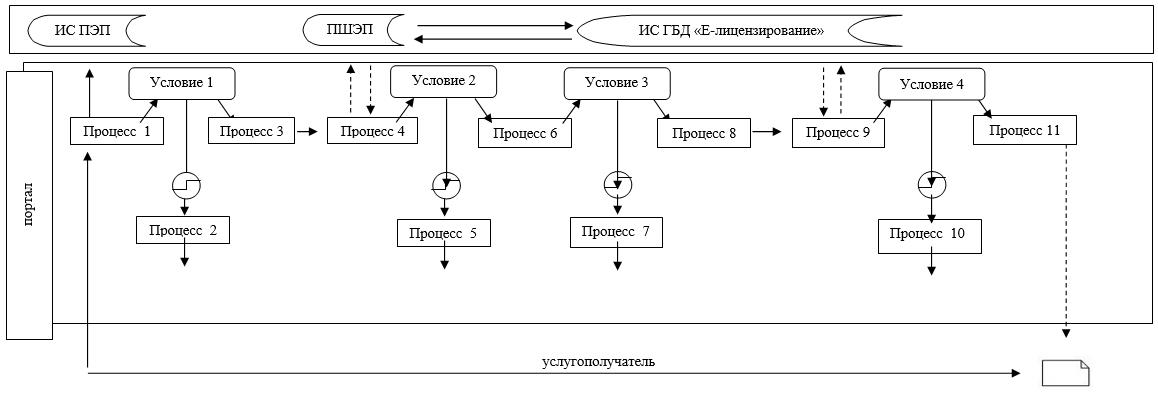 ИС ПЭП
ПШЭП
ИС ГБД «Е-лицензирование»
портал
Условие 1
Условие 2
Условие 3
Условие 4
Процесс 1
Процесс 3
Процесс 4
Процесс 6
Процесс 8
Процесс 9
Процесс 11
Процесс 2
Процесс 5
Процесс 7
Процесс 10
услугополучатель